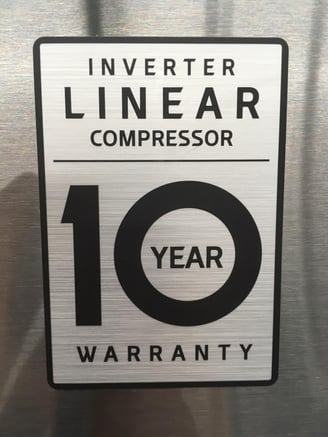 INVERTER
LINEAR
COMPRESSOR
10 YEAR
WARRANTY